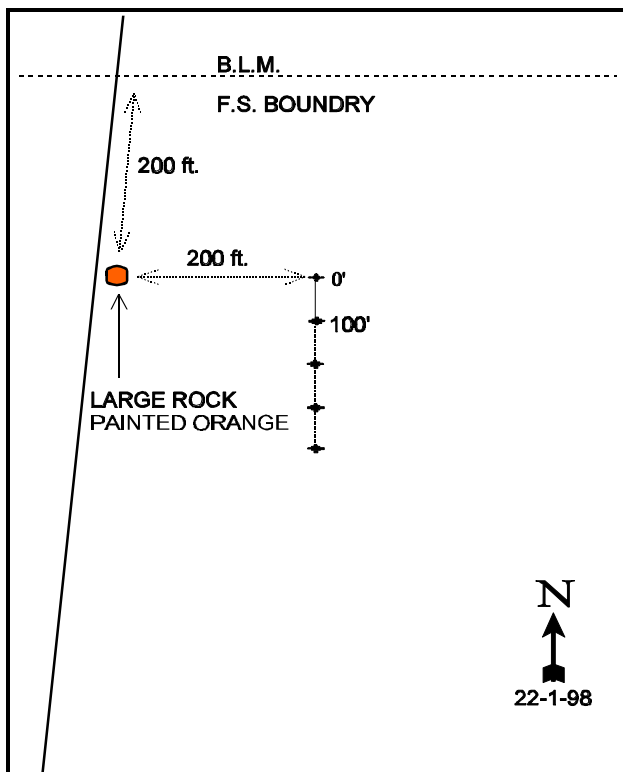 B.L.M.
F.S. BOUNDRY
200 ft.
200 ft.
0'
100'
LARGE ROCK
PAINTED ORANGE
N
22-1-98